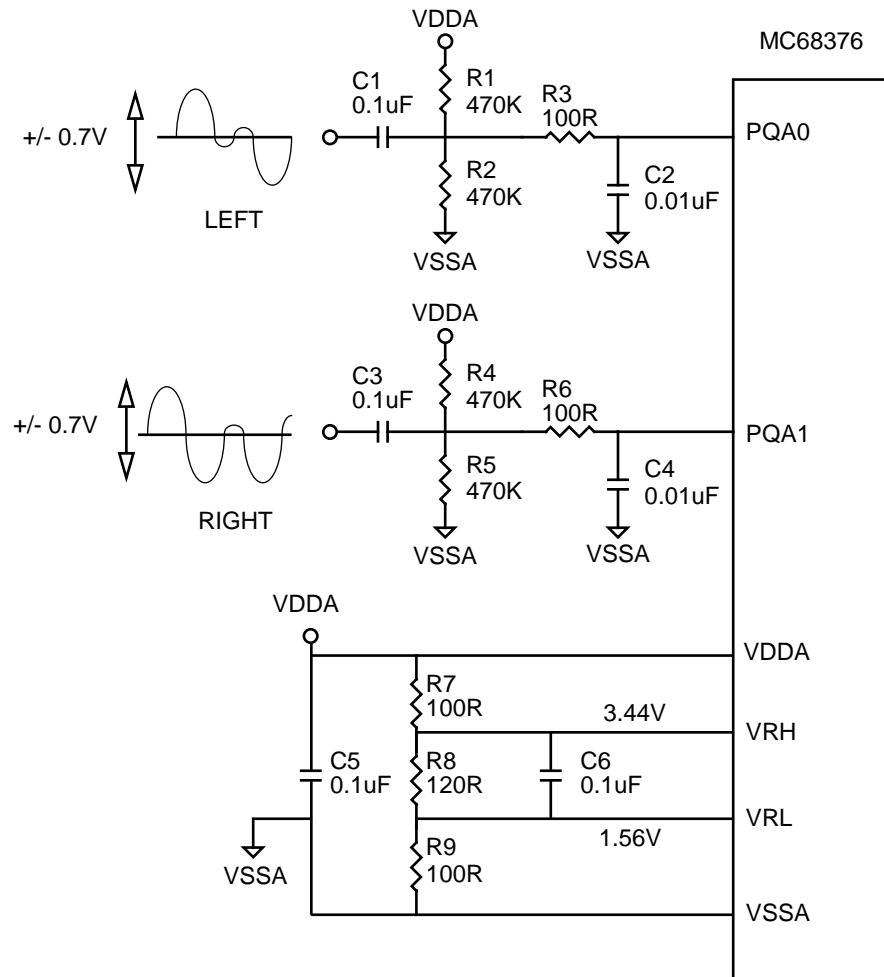 VDDA
MC68376
C1
0.1uF
R1
470K
R3
100R
+/- 0.7V
PQA0
R2
470K
C2
0.01uF
LEFT
VSSA
VSSA
VDDA
C3
0.1uF
R4
470K
R6
100R
+/- 0.7V
PQA1
R5
470K
C4
0.01uF
RIGHT
VSSA
VSSA
VDDA
VDDA
R7
100R
3.44V
VRH
C5
0.1uF
R8
120R
C6
0.1uF
VRL
1.56V
R9
100R
VSSA
VSSA